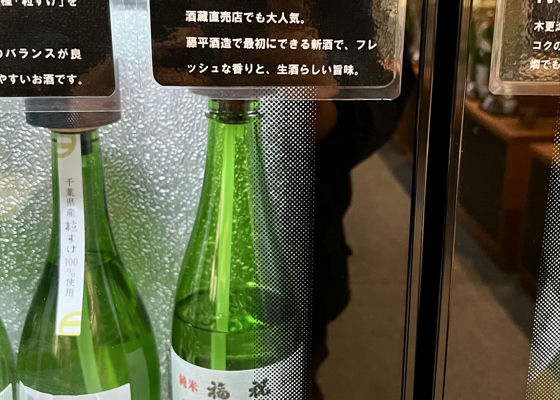 種「粒すけ」を
のバランスが良
やすいお酒です。
酒蔵直売店でも大人気。
藤平酒造で最初にできる新酒で、フレ
ッシュな香りと、生酒らしい旨味。
木更
コクの
燗でも
千葉県産 粒すけ 100%使用
純米 福祝